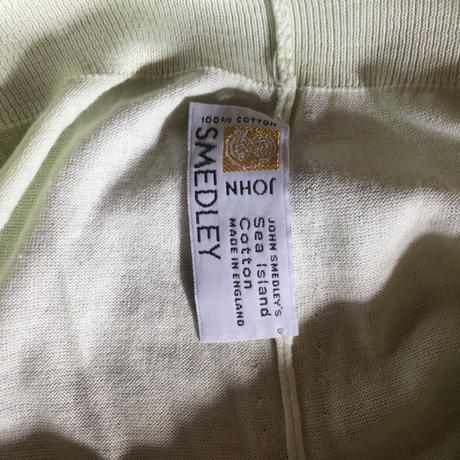 100% COTTON
JOHN
SMEDLEY
JOHN SMEDLEY'S
Sea Island
Cotton
MADE IN ENGLAND